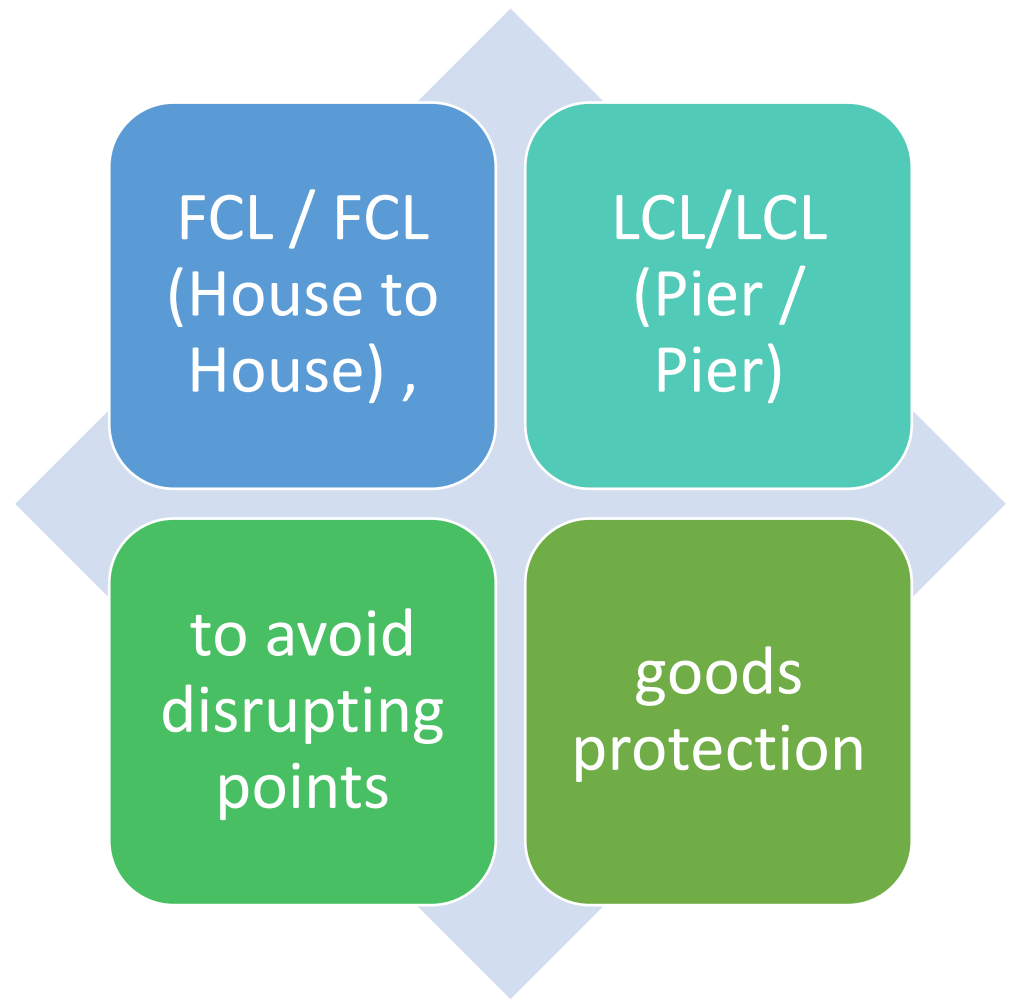 FCL / FCL
(House to
House) ,
LCL/LCL
(Pier /
Pier)
to avoid
disrupting
points
goods
protection